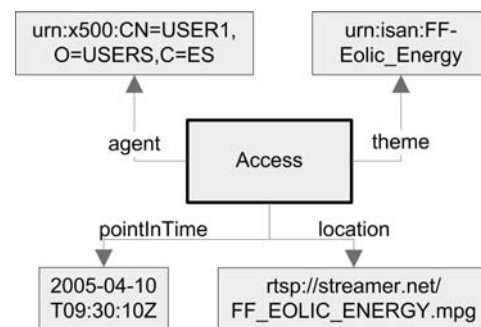 urn:x500:CN=USER1,
O=USERS,C=ES
urn:isan:FF-
Eolic_Energy
agent
theme
Access
pointInTime
location
2005-04-10
T09:30:10Z
rtsp://streamer.net/
FF_EOLIC_ENERGY.mpg